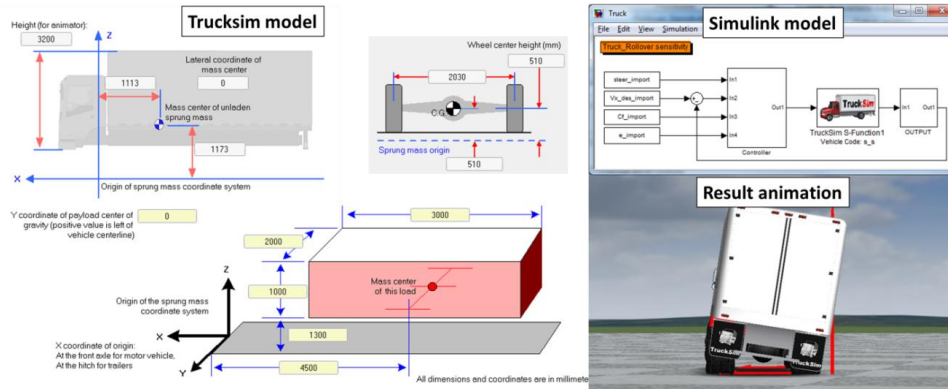 Trucksim model
Height (for animator):
3200
Z
Lateral coordinate of
mass center
0
1113
Mass center of unladen
sprung mass
1173
X
Origin of sprung mass coordinate system
Wheel center height (mm)
510
2030
C.G.
Sprung mass origin
510
Y coordinate of payload center of
gravity (positive value is left of
vehicle centerline)
0
3000
2000
1000
Mass center
of this load
Z
Origin of the sprung mass
coordinate system
1300
X
X coordinate of origin:
At the front axle for motor vehicle,
At the hitch for trailers
Y
4500
All dimensions and coordinates are in millimete
Truck
Simulink model
File Edit View Simulation
Truck_Rollover sensitivity
steer_import
Vx_des_import
Cf_import
e_import
In1
In2
In3
In4
Out1
Controller
TruckSim
TruckSim S-Function1
Vehicle Code: s_s
In1
Out1
OUTPUT
Result animation
TruckSim
TruckSim